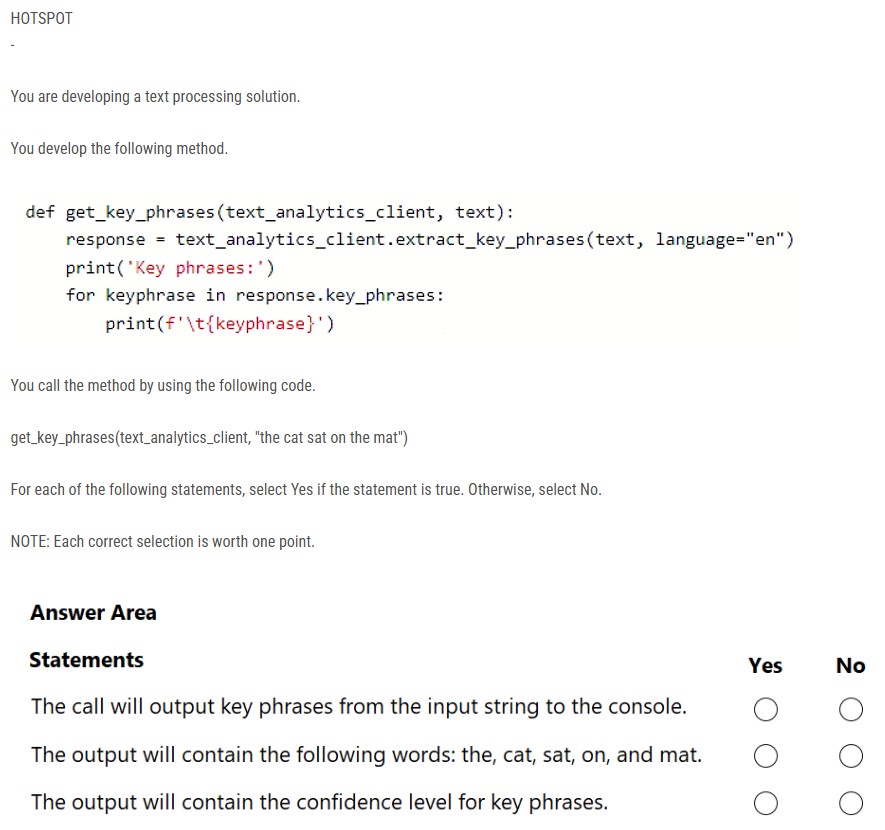 HOTSPOT
-
You are developing a text processing solution.
You develop the following method.
def get_key_phrases(text_analytics_client, text):
    response = text_analytics_client.extract_key_phrases(text, language="en")
    print('Key phrases:')
    for keyphrase in response.key_phrases:
        print(f'\t{keyphrase}')
You call the method by using the following code.
get_key_phrases(text_analytics_client, "the cat sat on the mat")
For each of the following statements, select Yes if the statement is true. Otherwise, select No.
NOTE: Each correct selection is worth one point.
Answer Area
Statements Yes No
The call will output key phrases from the input string to the console.
The output will contain the following words: the, cat, sat, on, and mat.
The output will contain the confidence level for key phrases.